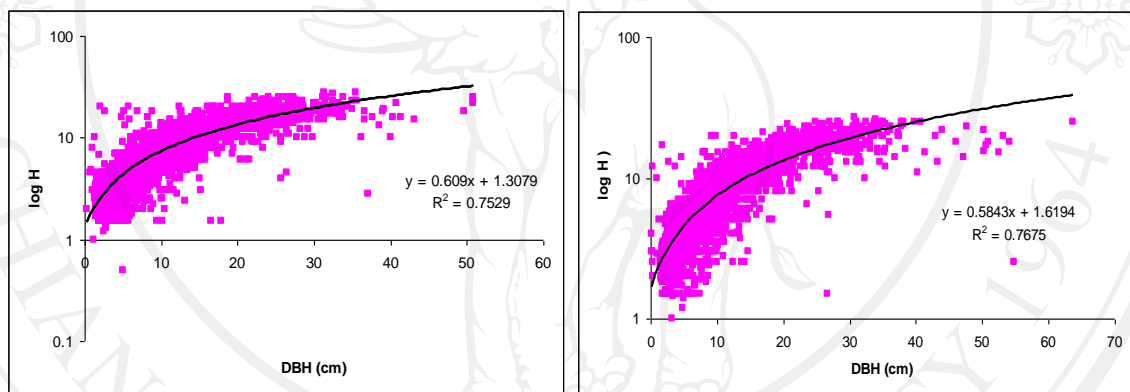 100
10
1
0.1
log H
y = 0.609x + 1.3079
R² = 0.7529
0 10 20 30 40 50 60
DBH (cm)
100
10
1
log H )
y = 0.5843x + 1.6194
R² = 0.7675
0 10 20 30 40 50 60 70
DBH (cm)
CHIAN
Y 1964